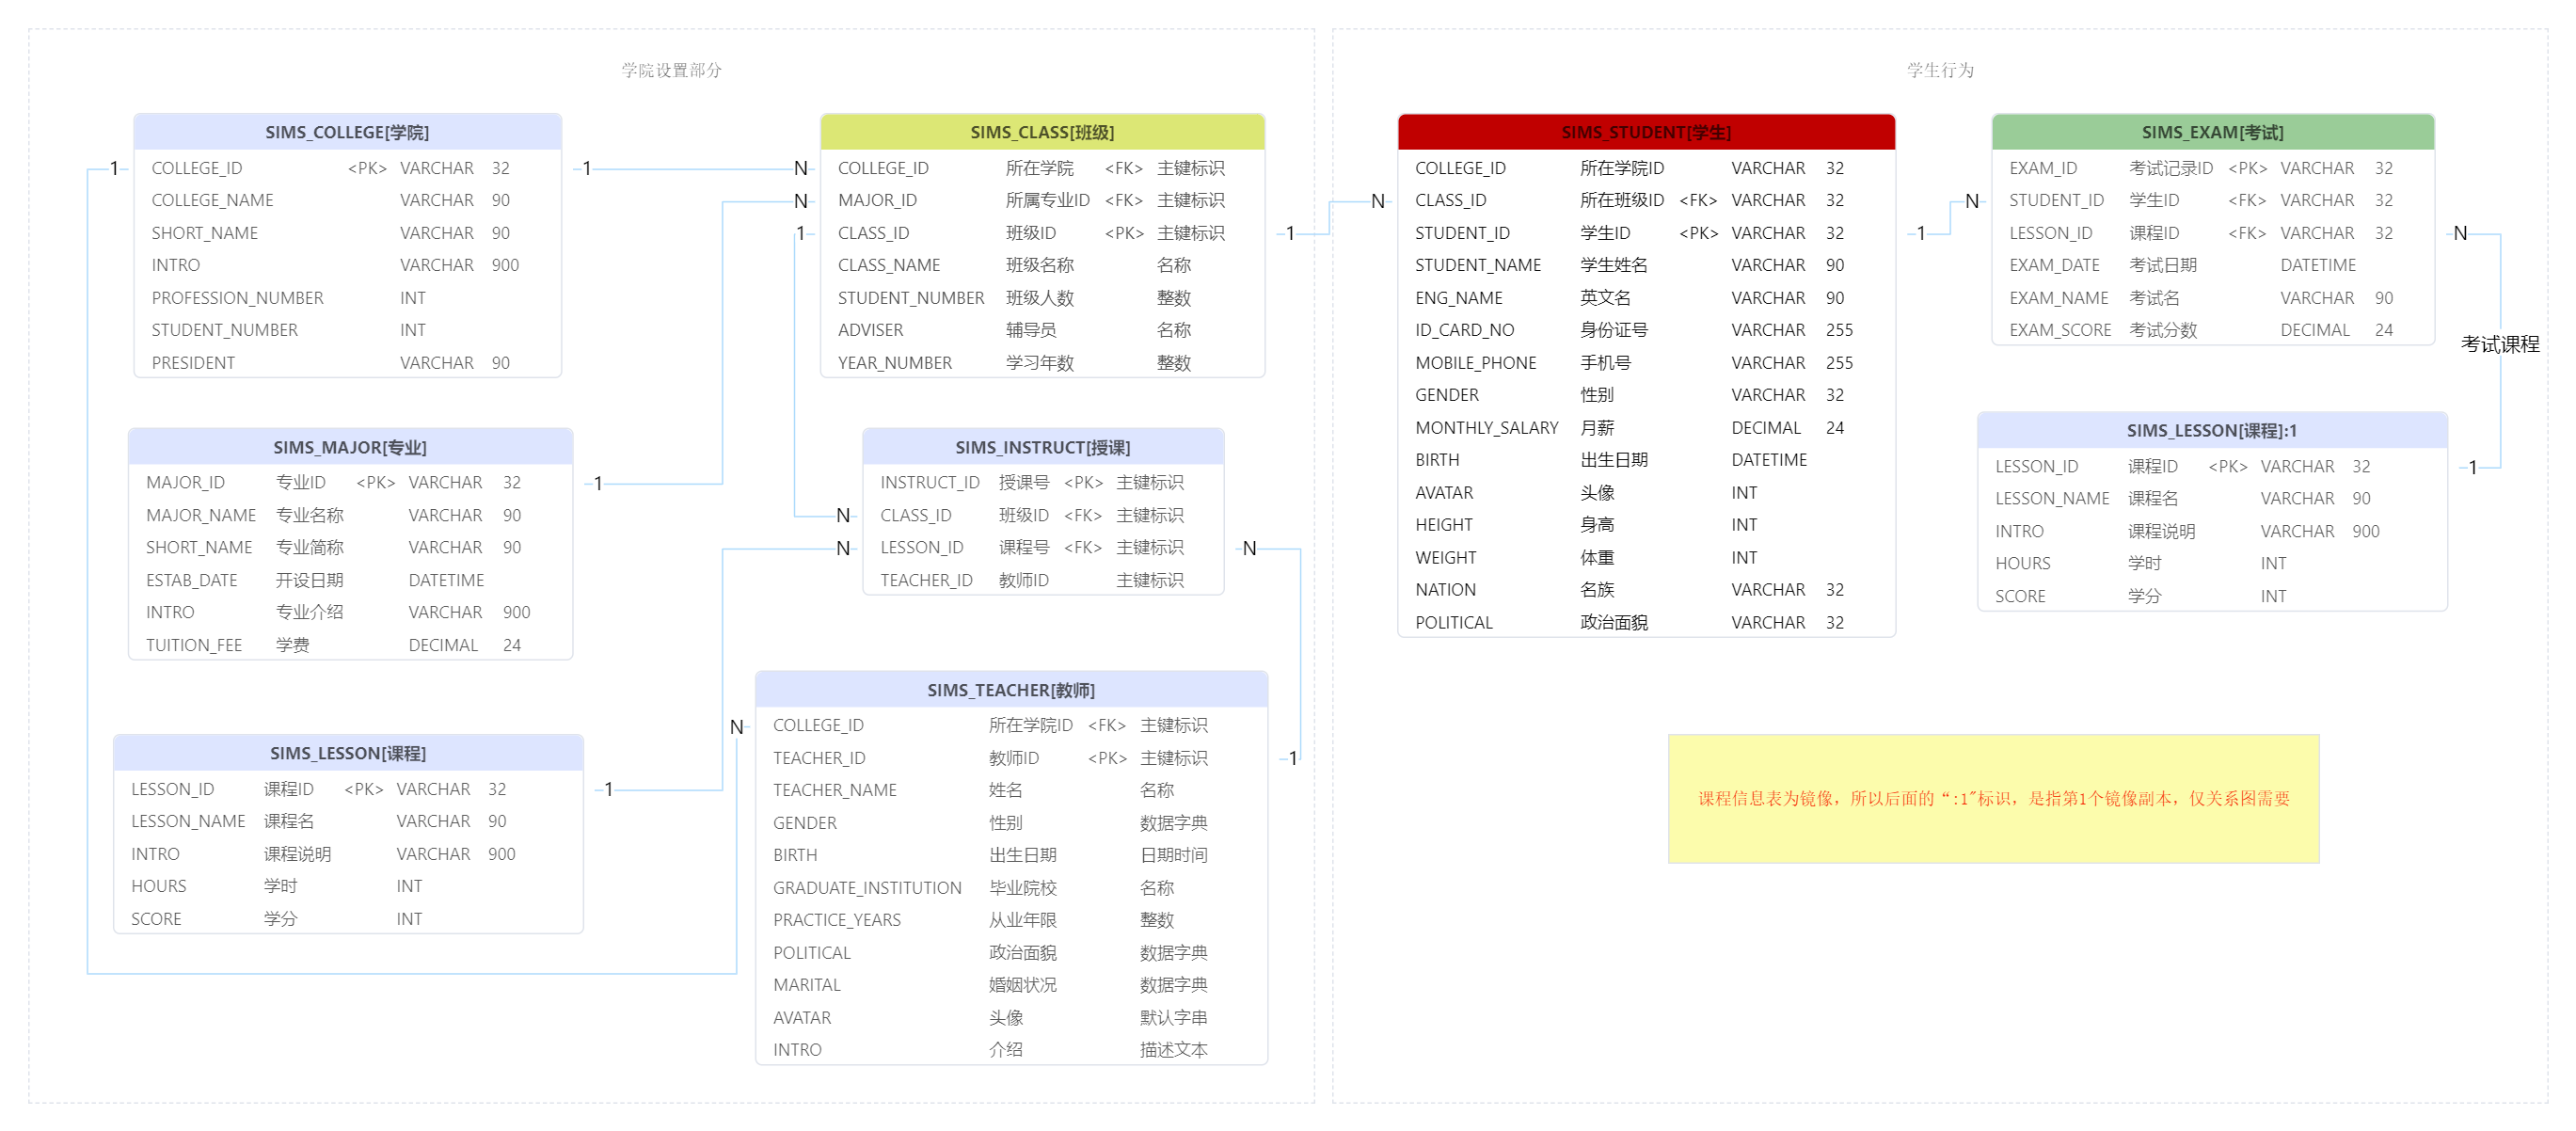 学院设置部分
SIMS_COLLEGE[学院]
COLLEGE_ID <PK> VARCHAR 32
COLLEGE_NAME VARCHAR 90
SHORT_NAME VARCHAR 90
INTRO VARCHAR 900
PROFESSION_NUMBER INT
STUDENT_NUMBER INT
PRESIDENT VARCHAR 90
1
1
N
SIMS_CLASS[班级]
COLLEGE_ID 所在学院 <FK> 主键标识
MAJOR_ID 所属专业ID <FK> 主键标识
CLASS_ID 班级ID <PK> 主键标识
CLASS_NAME 班级名称 名称
STUDENT_NUMBER 班级人数 整数
ADVISER 辅导员 名称
YEAR_NUMBER 学习年数 整数
N
1
1
SIMS_MAJOR[专业]
MAJOR_ID 专业ID <PK> VARCHAR 32
MAJOR_NAME 专业名称 VARCHAR 90
SHORT_NAME 专业简称 VARCHAR 90
ESTAB_DATE 开设日期 DATETIME
INTRO 专业介绍 VARCHAR 900
TUITION_FEE 学费 DECIMAL 24
1
SIMS_INSTRUCT[授课]
INSTRUCT_ID 授课号 <PK> 主键标识
CLASS_ID 班级ID <FK> 主键标识
LESSON_ID 课程号 <FK> 主键标识
TEACHER_ID 教师ID 主键标识
N
N
N
SIMS_LESSON[课程]
LESSON_ID 课程ID <PK> VARCHAR 32
LESSON_NAME 课程名 VARCHAR 90
INTRO 课程说明 VARCHAR 900
HOURS 学时 INT
SCORE 学分 INT
1
N
SIMS_TEACHER[教师]
COLLEGE_ID 所在学院ID <FK> 主键标识
TEACHER_ID 教师ID <PK> 主键标识
TEACHER_NAME 姓名 名称
GENDER 性别 数据字典
BIRTH 出生日期 日期时间
GRADUATE_INSTITUTION 毕业院校 名称
PRACTICE_YEARS 从业年限 整数
POLITICAL 政治面貌 数据字典
MARITAL 婚姻状况 数据字典
AVATAR 头像 默认字串
INTRO 介绍 描述文本
1
学生行为
N
SIMS_STUDENT[学生]
COLLEGE_ID 所在学院ID VARCHAR 32
CLASS_ID 所在班级ID <FK> VARCHAR 32
STUDENT_ID 学生ID <PK> VARCHAR 32
STUDENT_NAME 学生姓名 VARCHAR 90
ENG_NAME 英文名 VARCHAR 90
ID_CARD_NO 身份证号 VARCHAR 255
MOBILE_PHONE 手机号 VARCHAR 255
GENDER 性别 VARCHAR 32
MONTHLY_SALARY 月薪 DECIMAL 24
BIRTH 出生日期 DATETIME
AVATAR 头像 INT
HEIGHT 身高 INT
WEIGHT 体重 INT
NATION 名族 VARCHAR 32
POLITICAL 政治面貌 VARCHAR 32
1
N
SIMS_EXAM[考试]
EXAM_ID 考试记录ID <PK> VARCHAR 32
STUDENT_ID 学生ID <FK> VARCHAR 32
LESSON_ID 课程ID <FK> VARCHAR 32
EXAM_DATE 考试日期 DATETIME
EXAM_NAME 考试名 VARCHAR 90
EXAM_SCORE 考试分数 DECIMAL 24
N
考试课程
SIMS_LESSON[课程]:1
LESSON_ID 课程ID <PK> VARCHAR 32
LESSON_NAME 课程名 VARCHAR 90
INTRO 课程说明 VARCHAR 900
HOURS 学时 INT
SCORE 学分 INT
1
课程信息表为镜像，所以后面的“:1"标识，是指第1个镜像副本，仅关系图需要